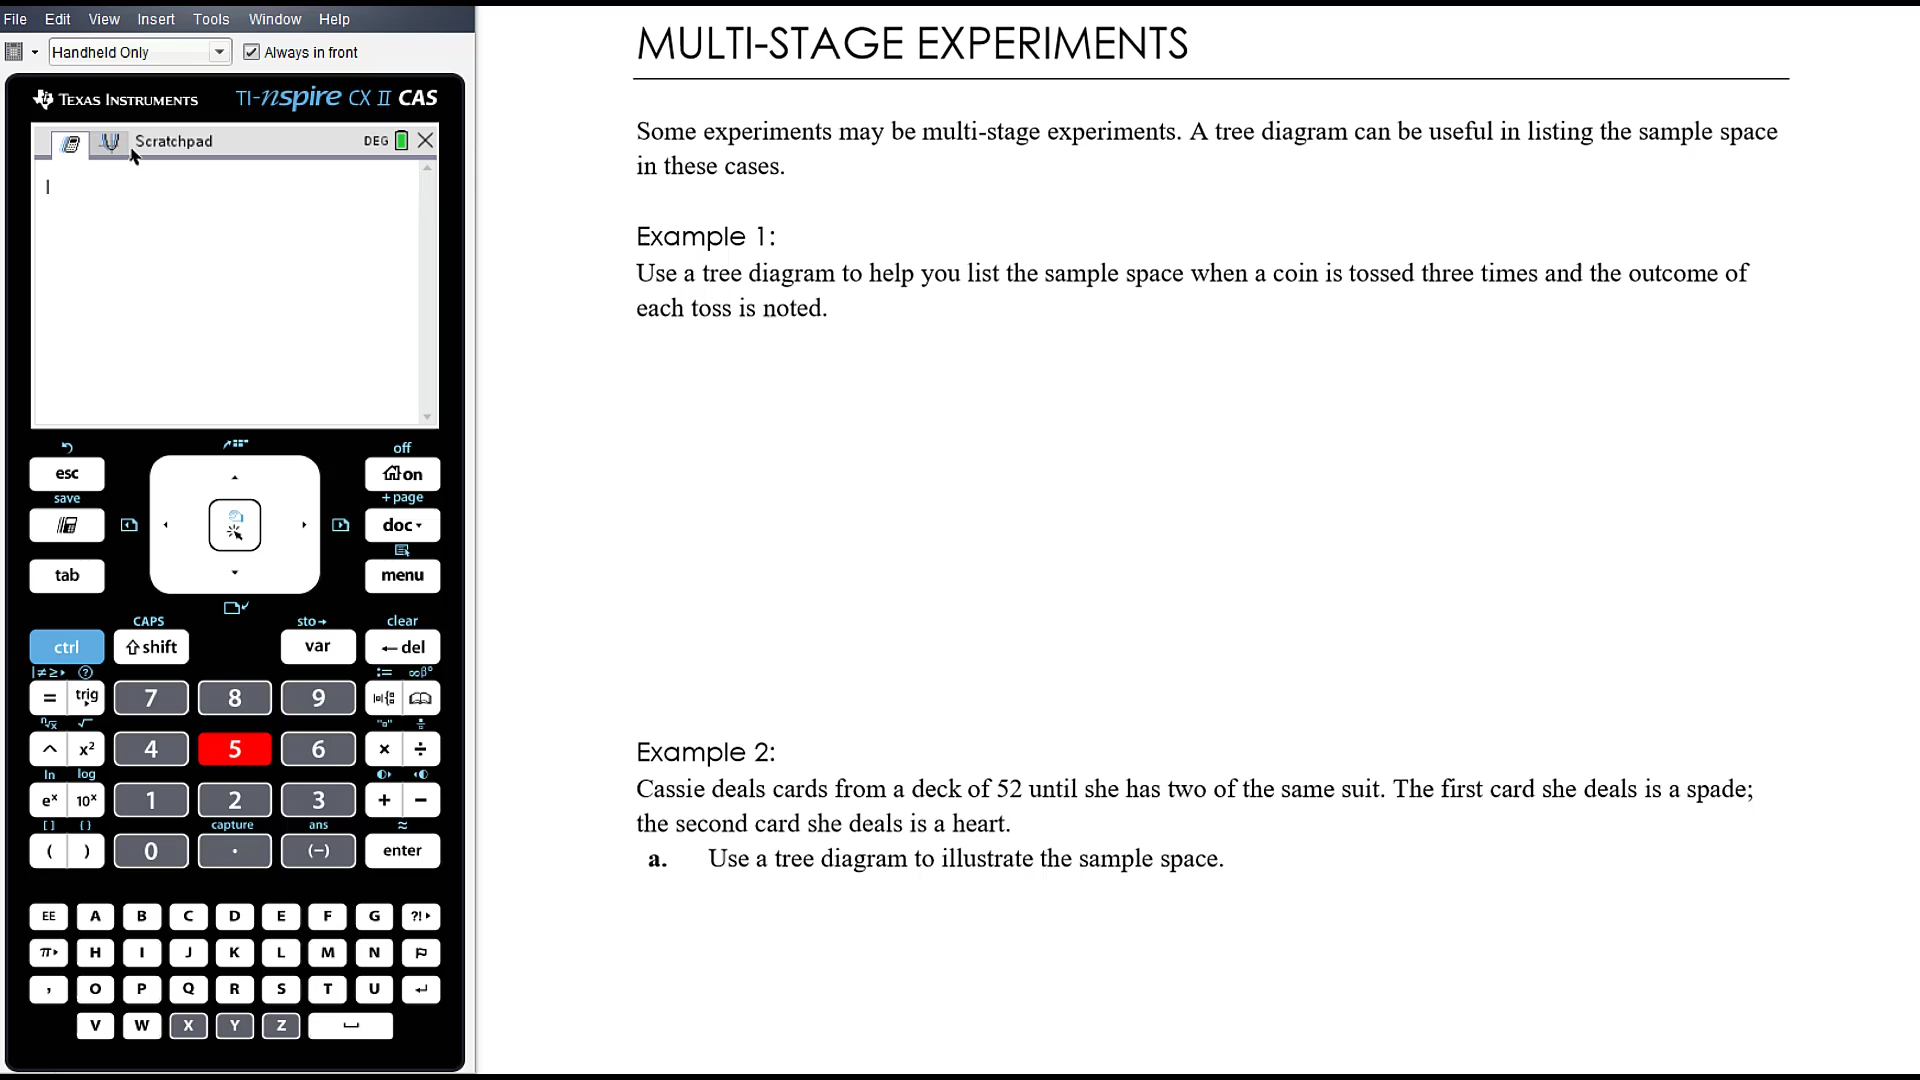 File Edit View Insert Tools Window Help
Handheld Only Always in front
TEXAS INSTRUMENTS TI-nspire CX II CAS
Scratchpad DEG
off
esc on
save + page
doc
tab menu
CAPS sto→ clear
ctrl shift var ←del
|≠≥▸ ? := ∞β°
= trig 7 8 9
ⁿ√x √ "▫"
^ x² 4 5 6 × ÷
ln log
eˣ 10ˣ 1 2 3 + −
[ ] { } capture ans ≈
( ) 0 . (−) enter
EE A B C D E F G ?!▸
π▸ H I J K L M N
, O P Q R S T U ↵
V W X Y Z
MULTI-STAGE EXPERIMENTS
Some experiments may be multi-stage experiments. A tree diagram can be useful in listing the sample space
in these cases.
Example 1:
Use a tree diagram to help you list the sample space when a coin is tossed three times and the outcome of
each toss is noted.
Example 2:
Cassie deals cards from a deck of 52 until she has two of the same suit. The first card she deals is a spade;
the second card she deals is a heart.
a. Use a tree diagram to illustrate the sample space.